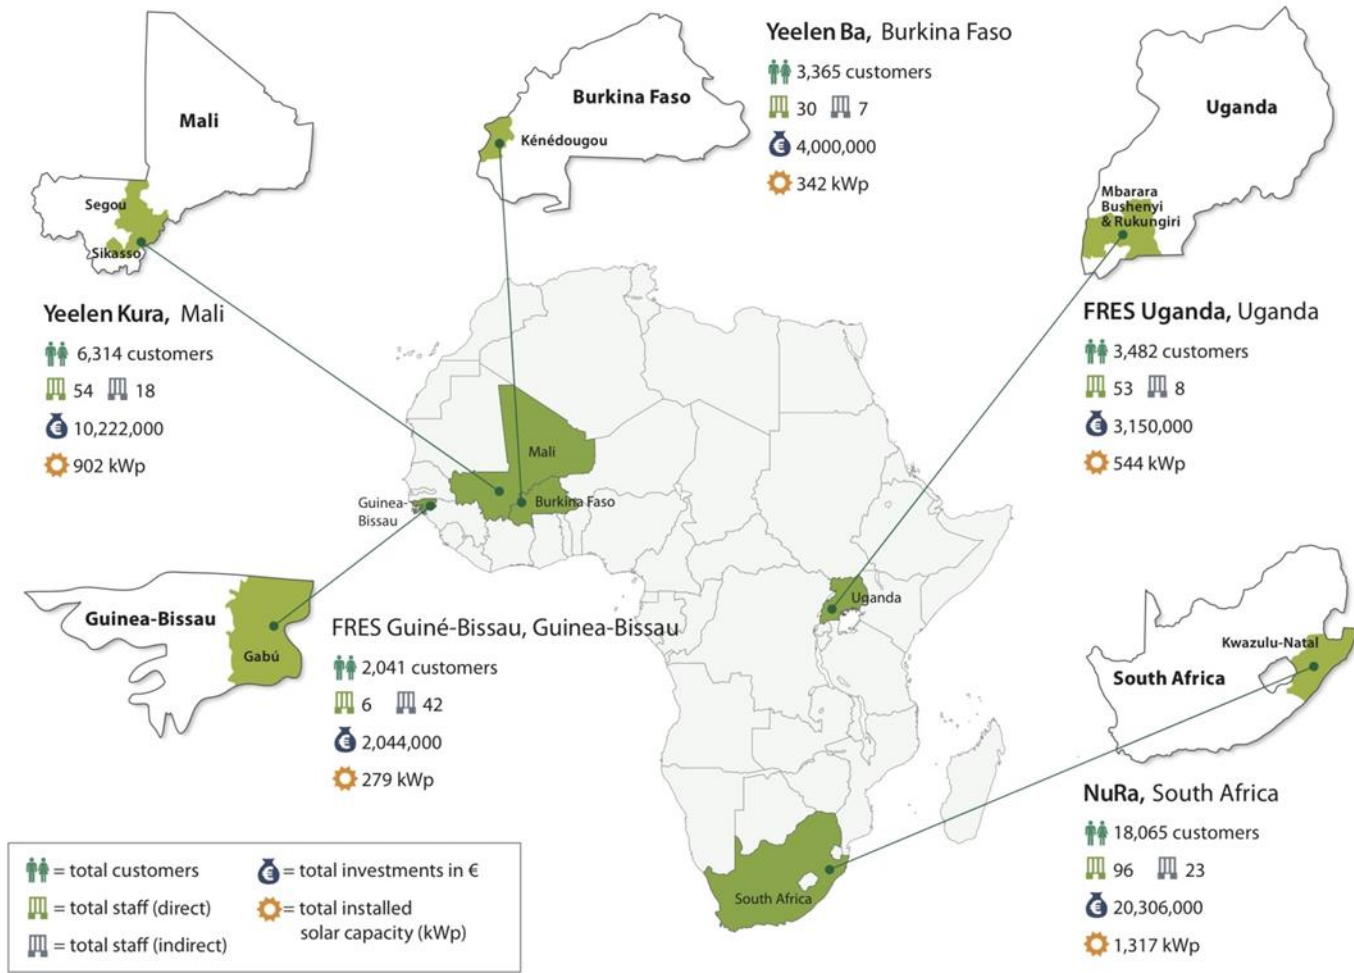 Mali
Segou
Sikasso
Yeelen Kura, Mali
6,314 customers
54 18
10,222,000
902 kWp
Burkina Faso
Kénédougou
Yeelen Ba, Burkina Faso
3,365 customers
30 7
4,000,000
342 kWp
Uganda
Mbarara
Bushenyi
& Rukungiri
FRES Uganda, Uganda
3,482 customers
53 8
3,150,000
544 kWp
Mali
Burkina Faso
Guinea-
Bissau
Uganda
South Africa
Guinea-Bissau
Gabú
FRES Guiné-Bissau, Guinea-Bissau
2,041 customers
6 42
2,044,000
279 kWp
Kwazulu-Natal
South Africa
NuRa, South Africa
18,065 customers
96 23
20,306,000
1,317 kWp
= total customers
= total staff (direct)
= total staff (indirect)
€ = total investments in €
= total installed
solar capacity (kWp)